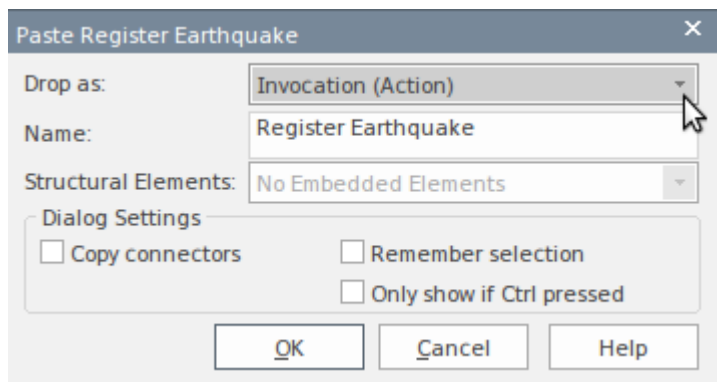 Paste Register Earthquake
Drop as: Invocation (Action)
Name: Register Earthquake
Structural Elements: No Embedded Elements
Dialog Settings
Copy connectors Remember selection
Only show if Ctrl pressed
OK Cancel Help